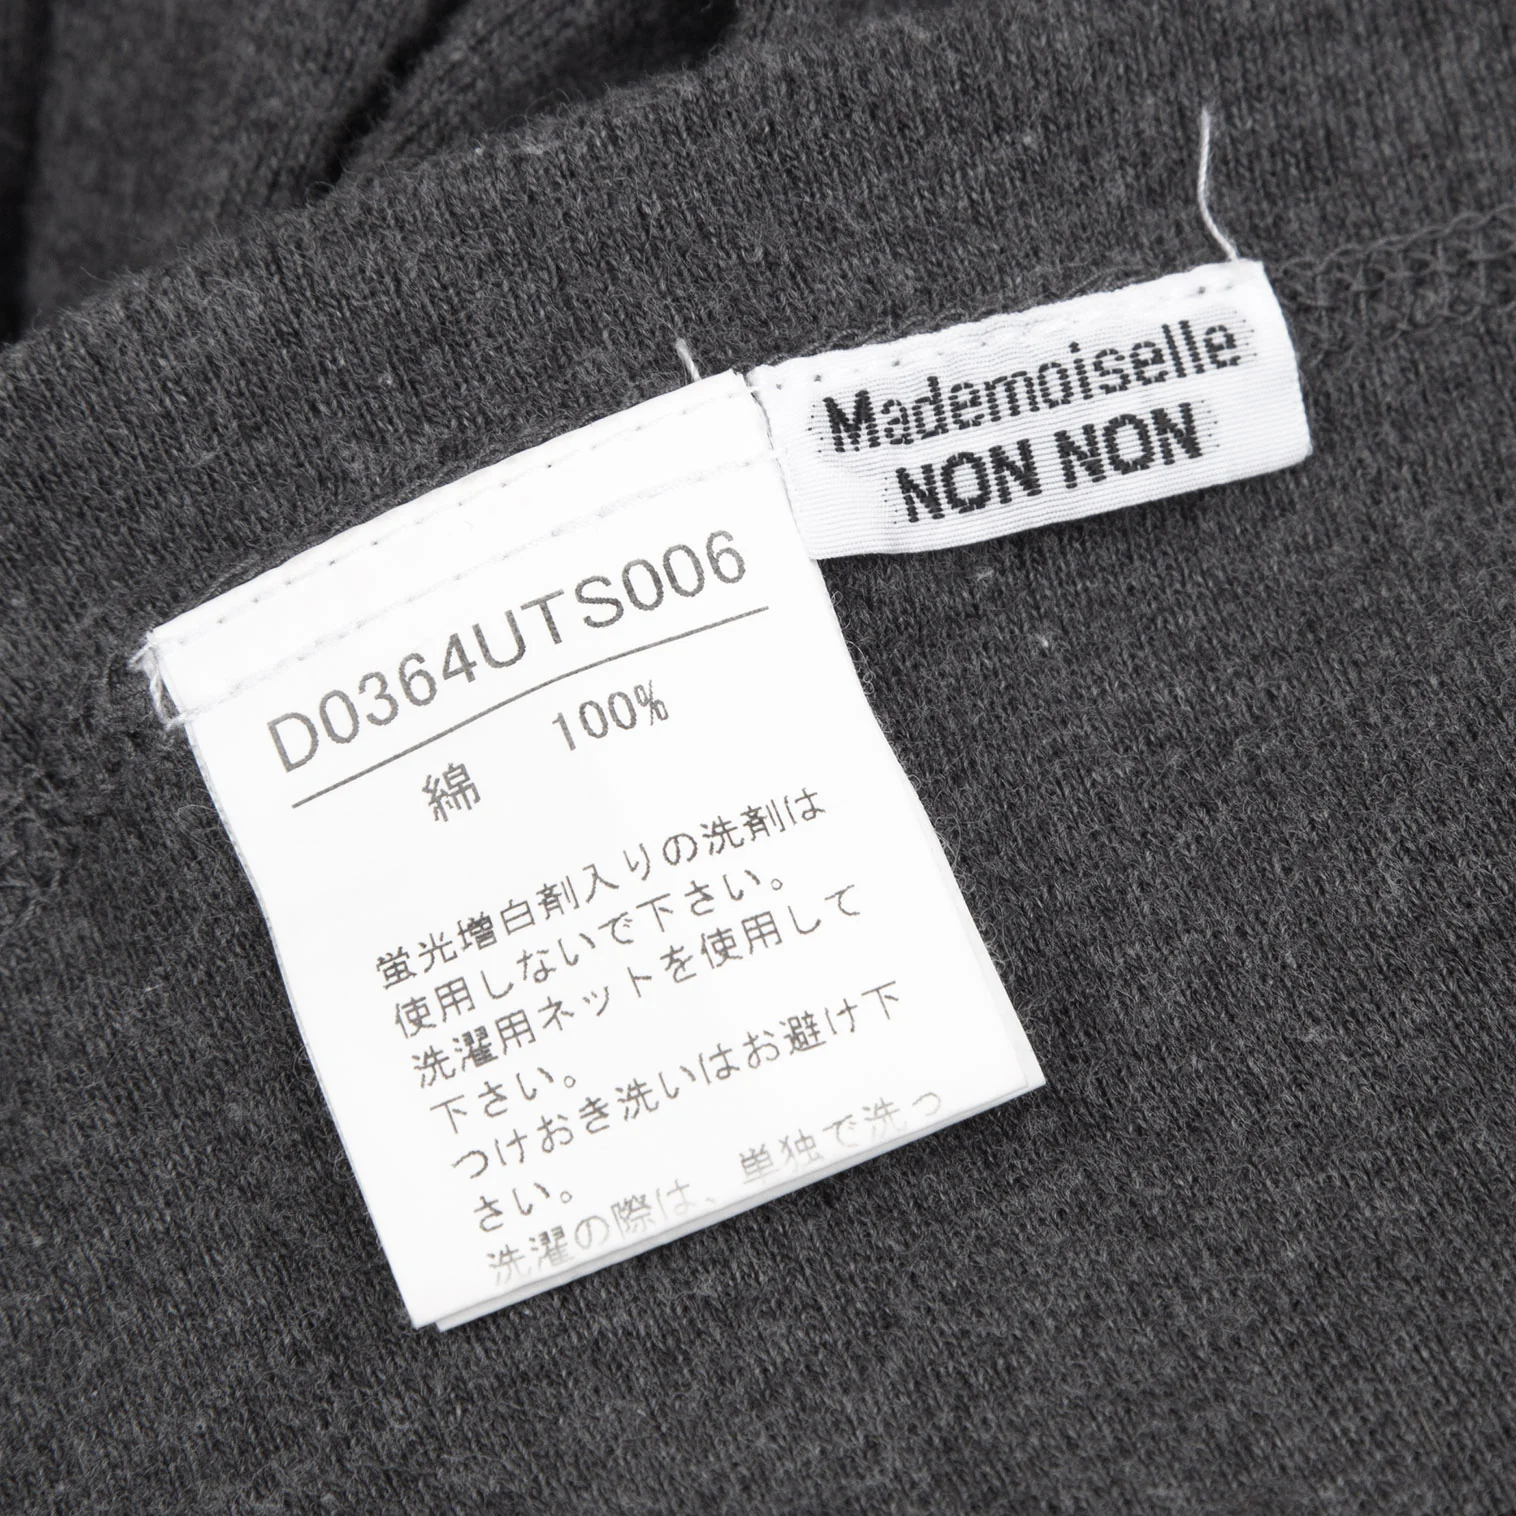 Mademoiselle
NON NON
D0364UTS006
綿 100%
蛍光増白剤入りの洗剤は
使用しないで下さい。
洗濯用ネットを使用して
下さい。
つけおき洗いはお避け下
さい。
洗濯の際は、単独で洗っ